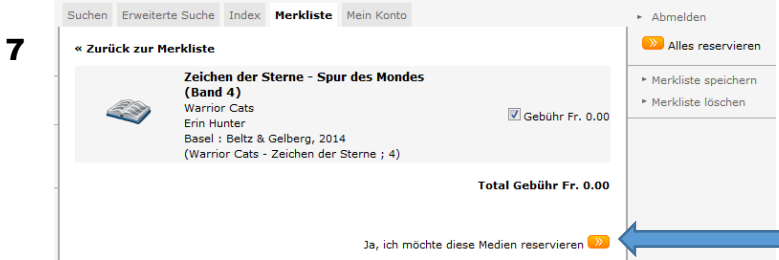 7
Suchen Erweiterte Suche Index Merkliste Mein Konto
« Zurück zur Merkliste
Zeichen der Sterne - Spur des Mondes
(Band 4)
Warrior Cats
Erin Hunter
Basel : Beltz & Gelberg, 2014
(Warrior Cats - Zeichen der Sterne ; 4)
Gebühr Fr. 0.00
Total Gebühr Fr. 0.00
Ja, ich möchte diese Medien reservieren »
Abmelden
» Alles reservieren
Merkliste speichern
Merkliste löschen